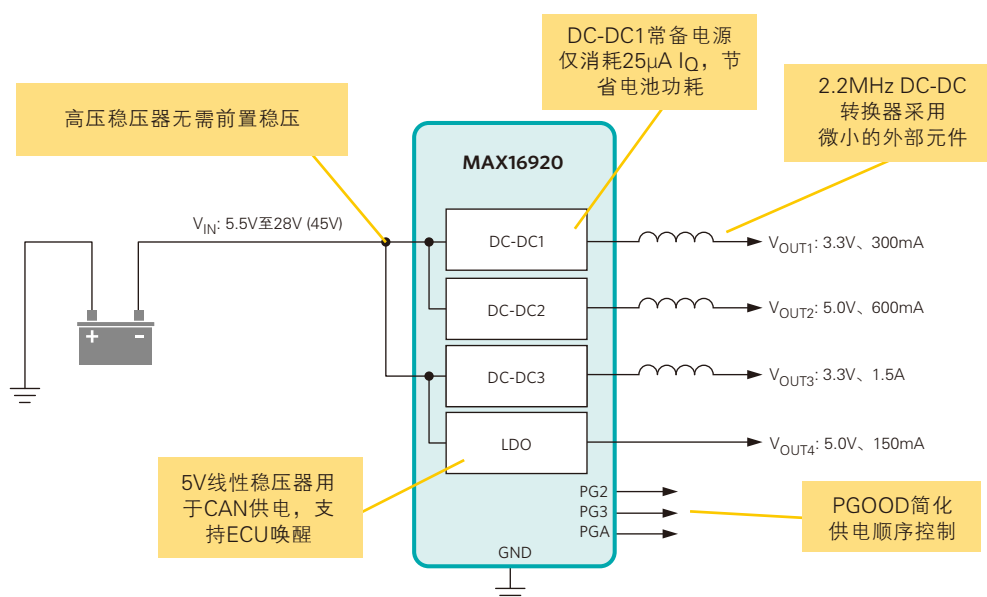 DC-DC1常备电源
仅消耗25μA IQ，节
省电池功耗
2.2MHz DC-DC
转换器采用
微小的外部元件
高压稳压器无需前置稳压
MAX16920
VIN: 5.5V至28V (45V)
DC-DC1
VOUT1: 3.3V、300mA
DC-DC2
VOUT2: 5.0V、600mA
+ -
DC-DC3
VOUT3: 3.3V、1.5A
LDO
VOUT4: 5.0V、150mA
5V线性稳压器用
于CAN供电，支
持ECU唤醒
PG2
PG3
PGA
PGOOD简化
供电顺序控制
GND